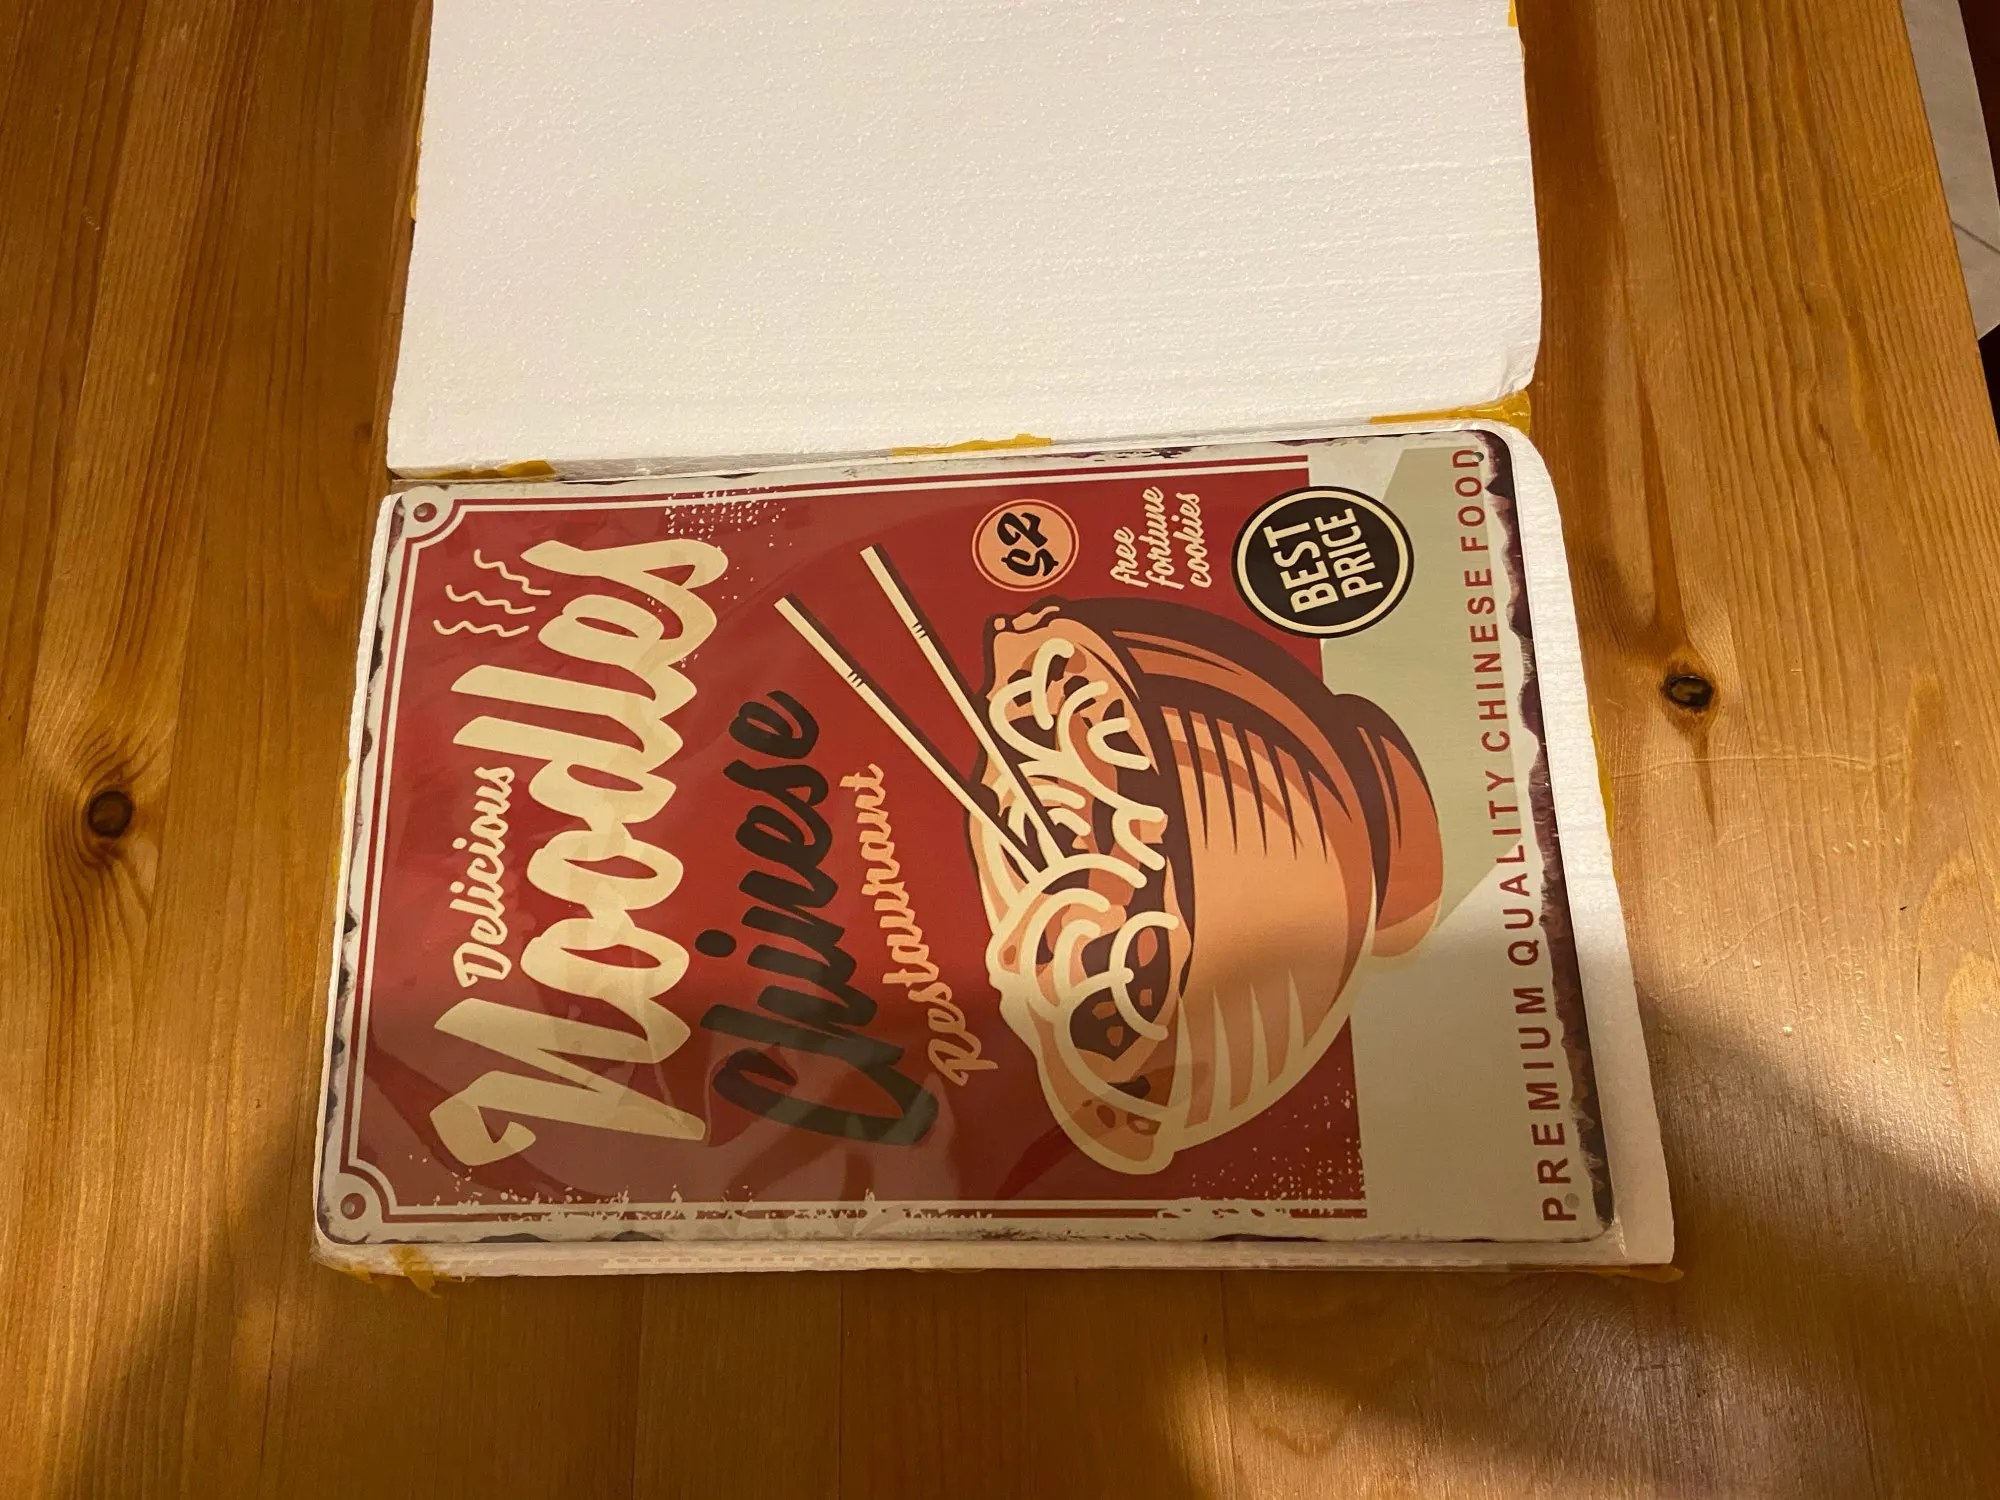 Delicious
Noodles
Chinese
Restaurant
$2
free
fortune
cookies
BEST
PRICE
PREMIUM QUALITY CHINESE FOOD